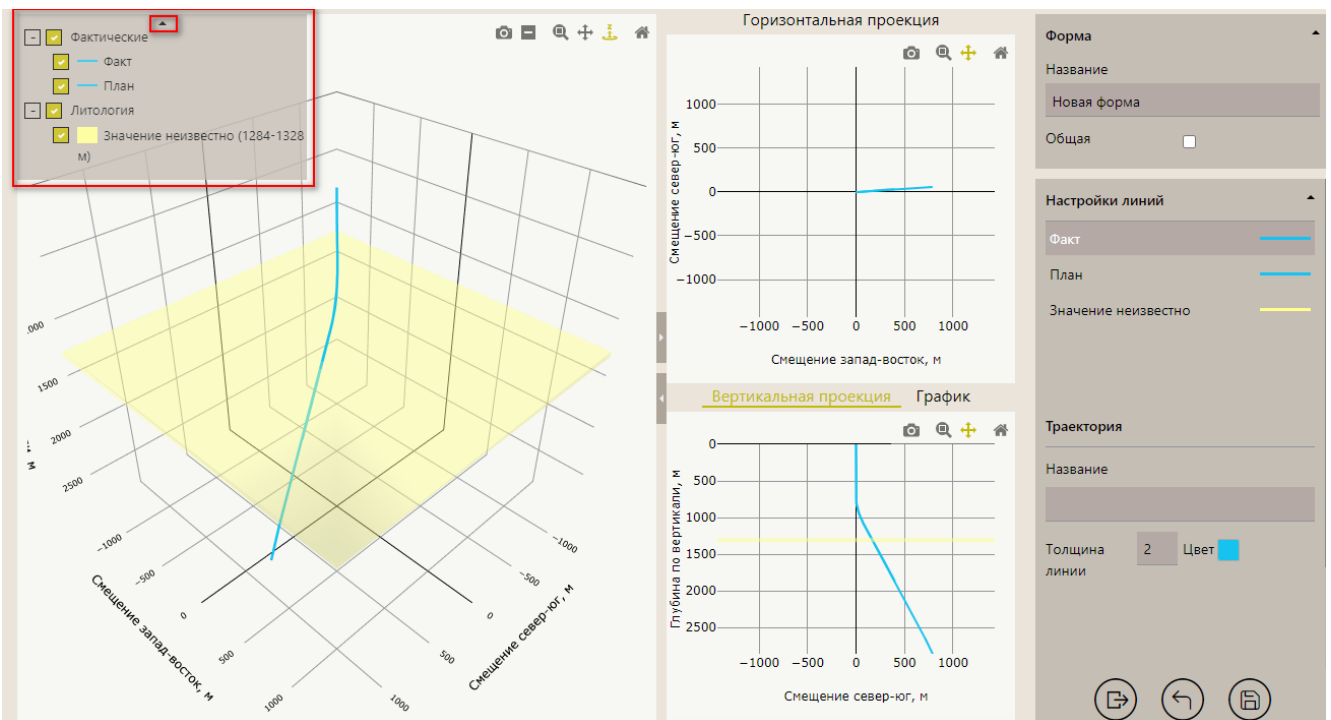 Фактические
Факт
План
Литология
Значение неизвестно (1284-1328
м)
1500
2000
2500
−1000
−500
0
500
1000
Смещение запад-восток, м
−1000
−500
0
500
1000
Смещение север-юг, м
Горизонтальная проекция
1000
500
0
−500
−1000
Смещение север-юг, м
−1000 −500 0 500 1000
Смещение запад-восток, м
Вертикальная проекция График
0
500
1000
1500
2000
2500
Глубина по вертикали, м
−1000 −500 0 500 1000
Смещение север-юг, м
Форма
Название
Новая форма
Общая
Настройки линий
Факт
План
Значение неизвестно
Траектория
Название
Толщина 2 Цвет
линии